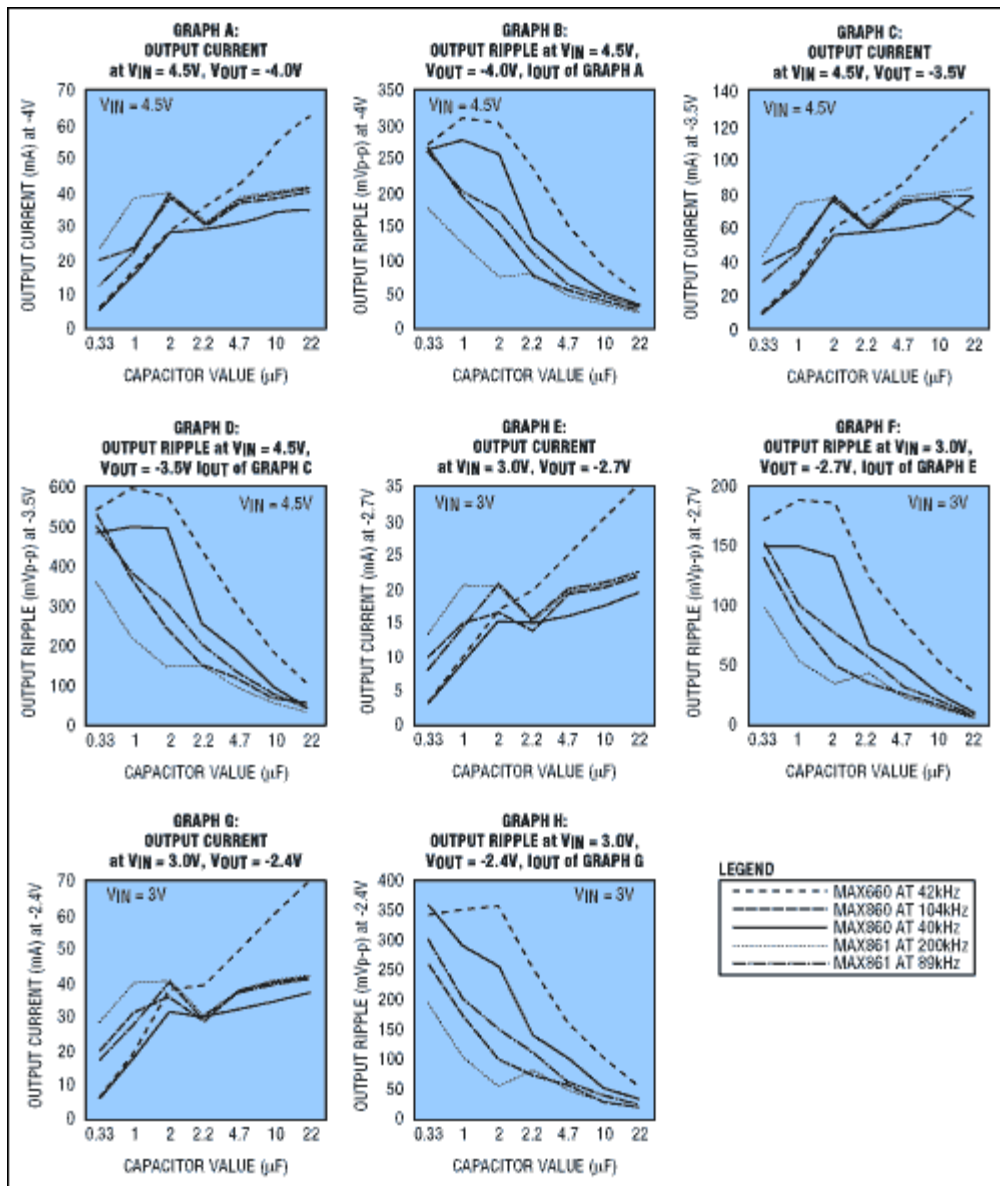 GRAPH A:
OUTPUT CURRENT
at VIN = 4.5V, VOUT = -4.0V
OUTPUT CURRENT (mA) at -4V
70
60
50
40
30
20
10
0
VIN = 4.5V
0.33 1 2 2.2 4.7 10 22
CAPACITOR VALUE (µF)
GRAPH B:
OUTPUT RIPPLE at VIN = 4.5V,
VOUT = -4.0V, IOUT of GRAPH A
OUTPUT RIPPLE (mVp-p) at -4V
350
300
250
200
150
100
50
0
VIN = 4.5V
0.33 1 2 2.2 4.7 10 22
CAPACITOR VALUE (µF)
GRAPH C:
OUTPUT CURRENT
at VIN = 4.5V, VOUT = -3.5V
OUTPUT CURRENT (mA) at -3.5V
140
120
100
80
60
40
20
0
VIN = 4.5V
0.33 1 2 2.2 4.7 10 22
CAPACITOR VALUE (µF)
GRAPH D:
OUTPUT RIPPLE at VIN = 4.5V,
VOUT = -3.5V IOUT of GRAPH C
OUTPUT RIPPLE (mVp-p) at -3.5V
600
500
400
300
200
100
0
VIN = 4.5V
0.33 1 2 2.2 4.7 10 22
CAPACITOR VALUE (µF)
GRAPH E:
OUTPUT CURRENT
at VIN = 3.0V, VOUT = -2.7V
OUTPUT CURRENT (mA) at -2.7V
35
30
25
20
15
10
5
0
VIN = 3V
0.33 1 2 2.2 4.7 10 22
CAPACITOR VALUE (µF)
GRAPH F:
OUTPUT RIPPLE at VIN = 3.0V,
VOUT = -2.7V, IOUT of GRAPH E
OUTPUT RIPPLE (mVp-p) at -2.7V
200
150
100
50
0
VIN = 3V
0.33 1 2 2.2 4.7 10 22
CAPACITOR VALUE (µF)
GRAPH G:
OUTPUT CURRENT
at VIN = 3.0V, VOUT = -2.4V
OUTPUT CURRENT (mA) at -2.4V
70
60
50
40
30
20
10
0
VIN = 3V
0.33 1 2 2.2 4.7 10 22
CAPACITOR VALUE (µF)
GRAPH H:
OUTPUT RIPPLE at VIN = 3.0V,
VOUT = -2.4V, IOUT of GRAPH G
OUTPUT RIPPLE (mVp-p) at -2.4V
400
350
300
250
200
150
100
50
0
VIN = 3V
0.33 1 2 2.2 4.7 10 22
CAPACITOR VALUE (µF)
LEGEND
MAX660 AT 42kHz
MAX860 AT 104kHz
MAX860 AT 40kHz
MAX861 AT 200kHz
MAX861 AT 89kHz